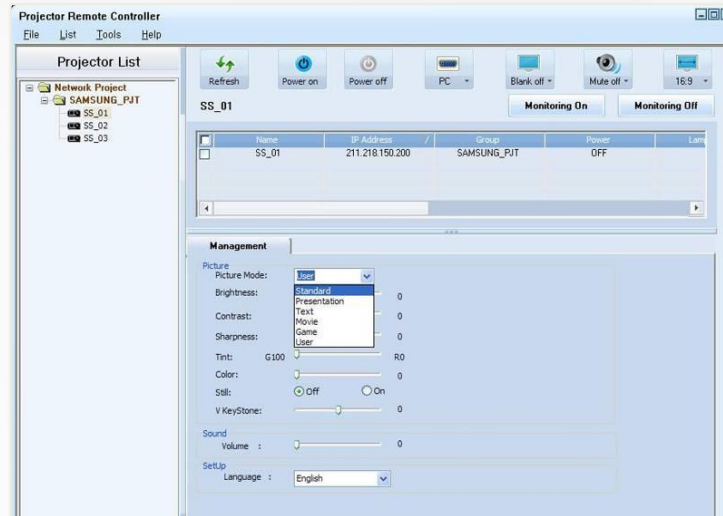 Projector Remote Controller
File List Tools Help
Projector List
Network Project
SAMSUNG_PJT
SS_01
SS_02
SS_03
Refresh Power on Power off PC Blank off Mute off 16:9
SS_01 Monitoring On Monitoring Off
Name IP Address / Group Power Lam
SS_01 211.218.150.200 SAMSUNG_PJT OFF
Management
Picture
Picture Mode: User
Standard
Presentation
Text
Movie
Game
User
Brightness: 0
Contrast: 0
Sharpness: 0
Tint: G100 R0
Color: 0
Still: Off On
V KeyStone: 0
Sound
Volume : 0
SetUp
Language : English